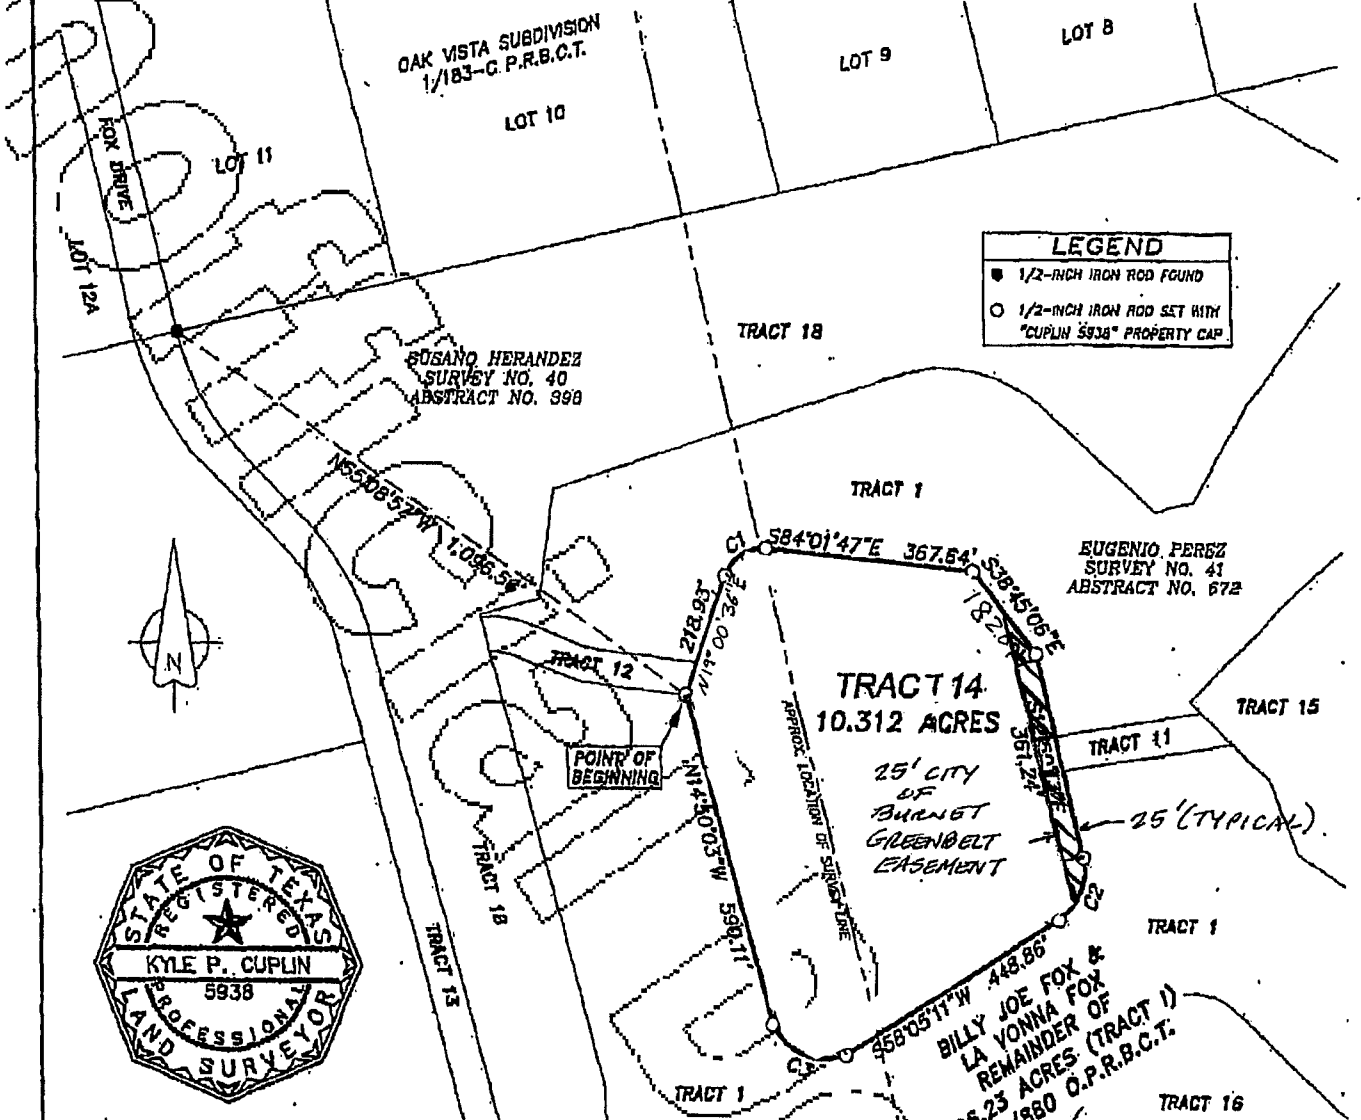 OAK VISTA SUBDIVISION
1/183-C P.R.B.C.T.
LOT 8
LOT 9
LOT 10
LOT 11
FOX DRIVE
LOT 12A
LEGEND
1/2-INCH IRON ROD FOUND
1/2-INCH IRON ROD SET WITH
"CUPLIN 5938" PROPERTY CAP
TRACT 18
SUSANO HERANDEZ
SURVEY NO. 40
ABSTRACT NO. 398
N55°08'52"W 1,096.56'
TRACT 1
EUGENIO PEREZ
SURVEY NO. 41
ABSTRACT NO. 672
C1
S84°01'47"E 367.64'
S38°45'06"E
218.93'
N19°00'36"E
TRACT 12
N
TRACT 14
10.312 ACRES
APPROX. LOCATION OF SURVEY LINE
361.24'
TRACT 15
TRACT 11
POINT OF
BEGINNING
25' CITY
OF
BURNET
GREENBELT
EASEMENT
25' (TYPICAL)
N14°50'03"W 590.11'
TRACT 18
TRACT 13
C2
TRACT 1
STATE OF TEXAS
REGISTERED
KYLE P. CUPLIN
5938
PROFESSIONAL
LAND SURVEYOR
S58°05'11"W 448.86'
C3
BILLY JOE FOX &
LA VONNA FOX
REMAINDER OF
ACRES (TRACT 1)
O.P.R.B.C.T.
TRACT 1
TRACT 16